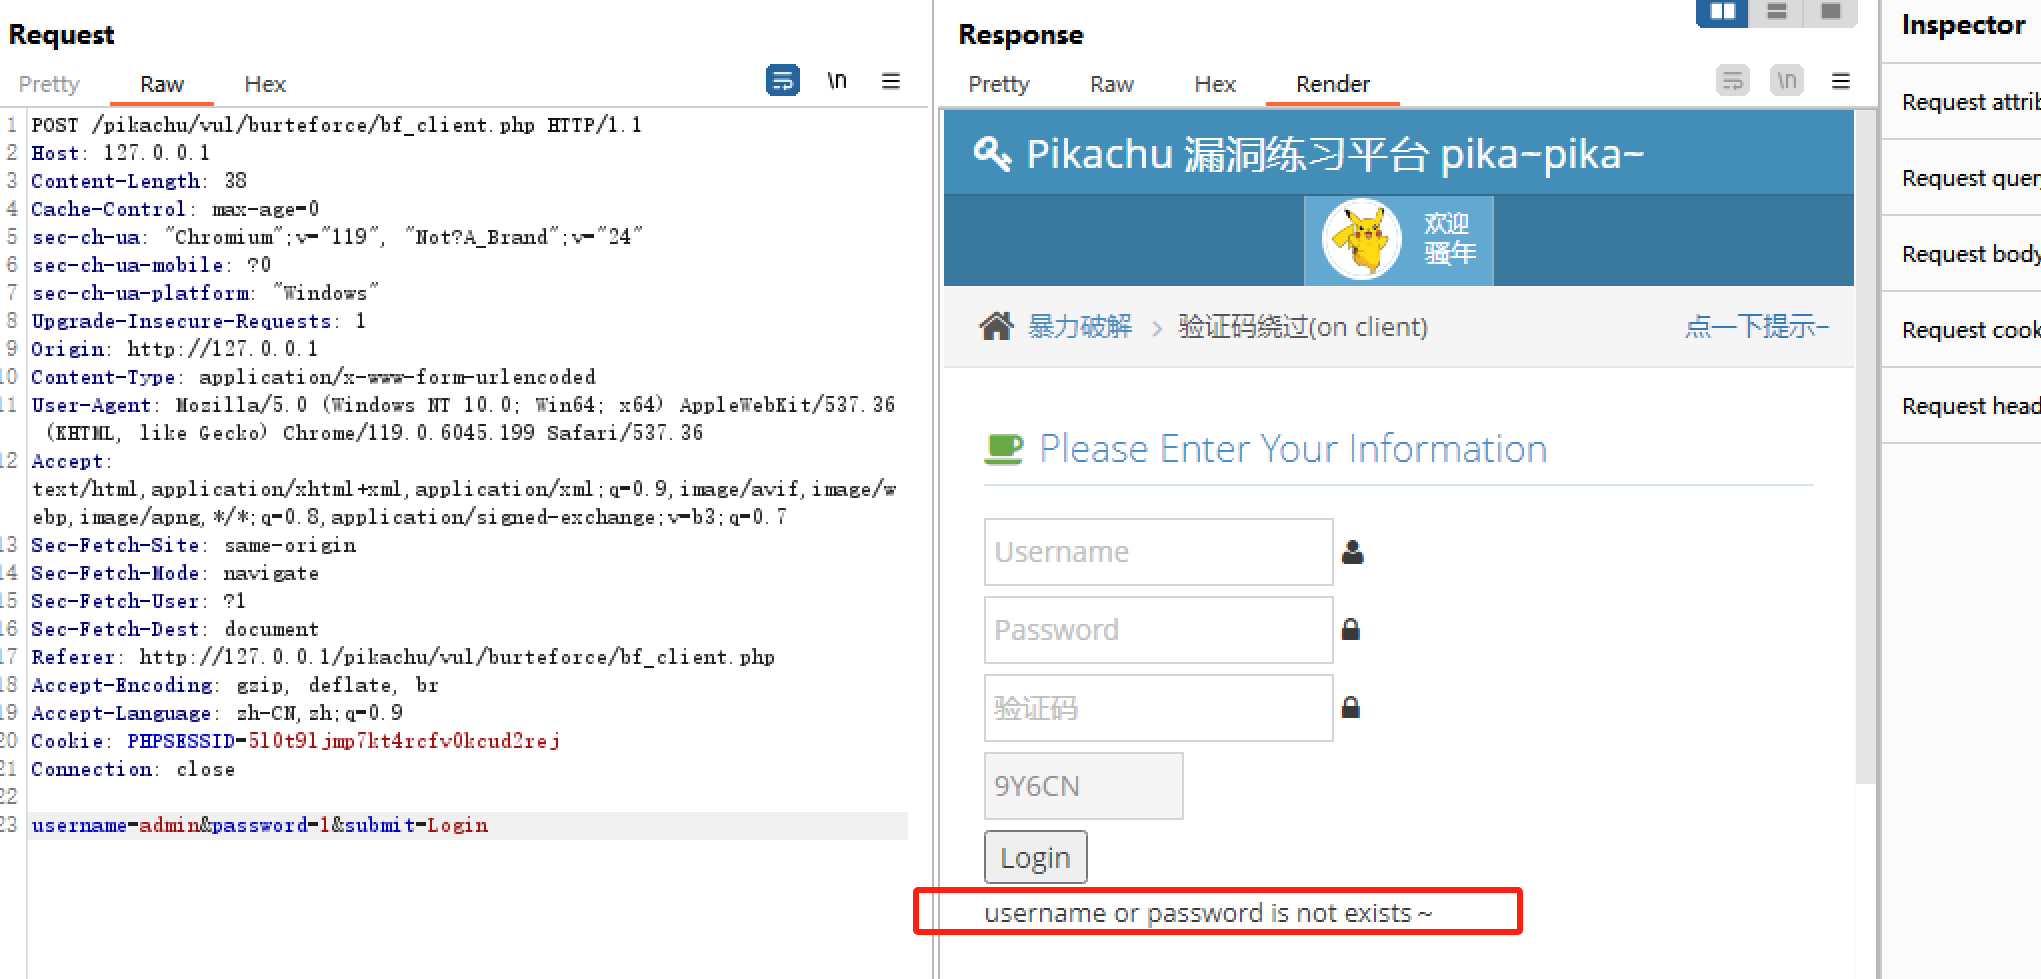 Request
Pretty Raw Hex \n
1 POST /pikachu/vul/burteforce/bf_client.php HTTP/1.1
2 Host: 127.0.0.1
3 Content-Length: 38
4 Cache-Control: max-age=0
5 sec-ch-ua: "Chromium";v="119", "Not?A_Brand";v="24"
6 sec-ch-ua-mobile: ?0
7 sec-ch-ua-platform: "Windows"
8 Upgrade-Insecure-Requests: 1
9 Origin: http://127.0.0.1
10 Content-Type: application/x-www-form-urlencoded
11 User-Agent: Mozilla/5.0 (Windows NT 10.0; Win64; x64) AppleWebKit/537.36
(KHTML, like Gecko) Chrome/119.0.6045.199 Safari/537.36
12 Accept:
text/html,application/xhtml+xml,application/xml;q=0.9,image/avif,image/w
ebp,image/apng,*/*;q=0.8,application/signed-exchange;v=b3;q=0.7
13 Sec-Fetch-Site: same-origin
14 Sec-Fetch-Mode: navigate
15 Sec-Fetch-User: ?1
16 Sec-Fetch-Dest: document
17 Referer: http://127.0.0.1/pikachu/vul/burteforce/bf_client.php
18 Accept-Encoding: gzip, deflate, br
19 Accept-Language: zh-CN,zh;q=0.9
20 Cookie: PHPSESSID=5l0t9ljmp7kt4rcfv0kcud2rej
21 Connection: close
22
23 username=admin&password=1&submit=Login
Response
Pretty Raw Hex Render \n
Pikachu 漏洞练习平台 pika~pika~
欢迎
骚年
暴力破解 > 验证码绕过(on client) 点一下提示~
Please Enter Your Information
Username
Password
验证码
9Y6CN
Login
username or password is not exists～
Inspector
Request attrib
Request query
Request body
Request cook
Request head